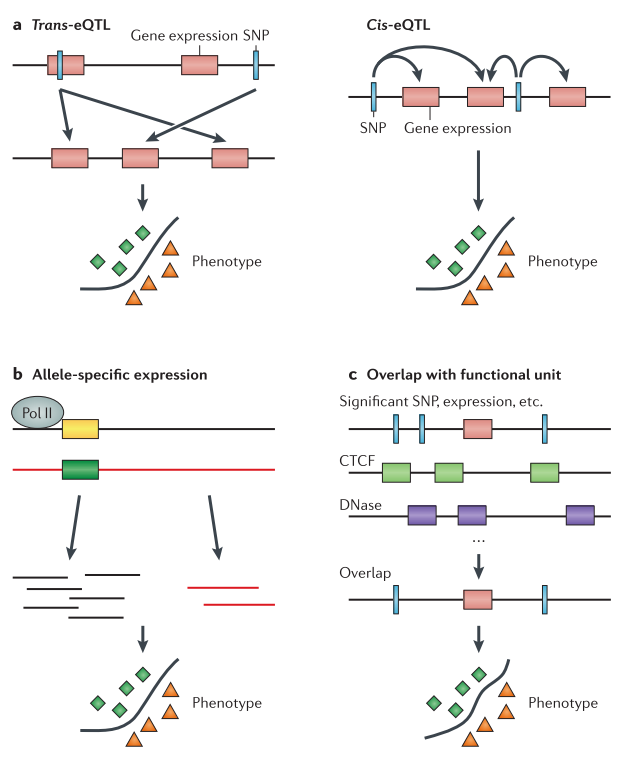 a Trans-eQTL
Gene expression SNP
Phenotype
Cis-eQTL
SNP Gene expression
Phenotype
b Allele-specific expression
Pol II
Phenotype
c Overlap with functional unit
Significant SNP, expression, etc.
CTCF
DNase
...
Overlap
Phenotype